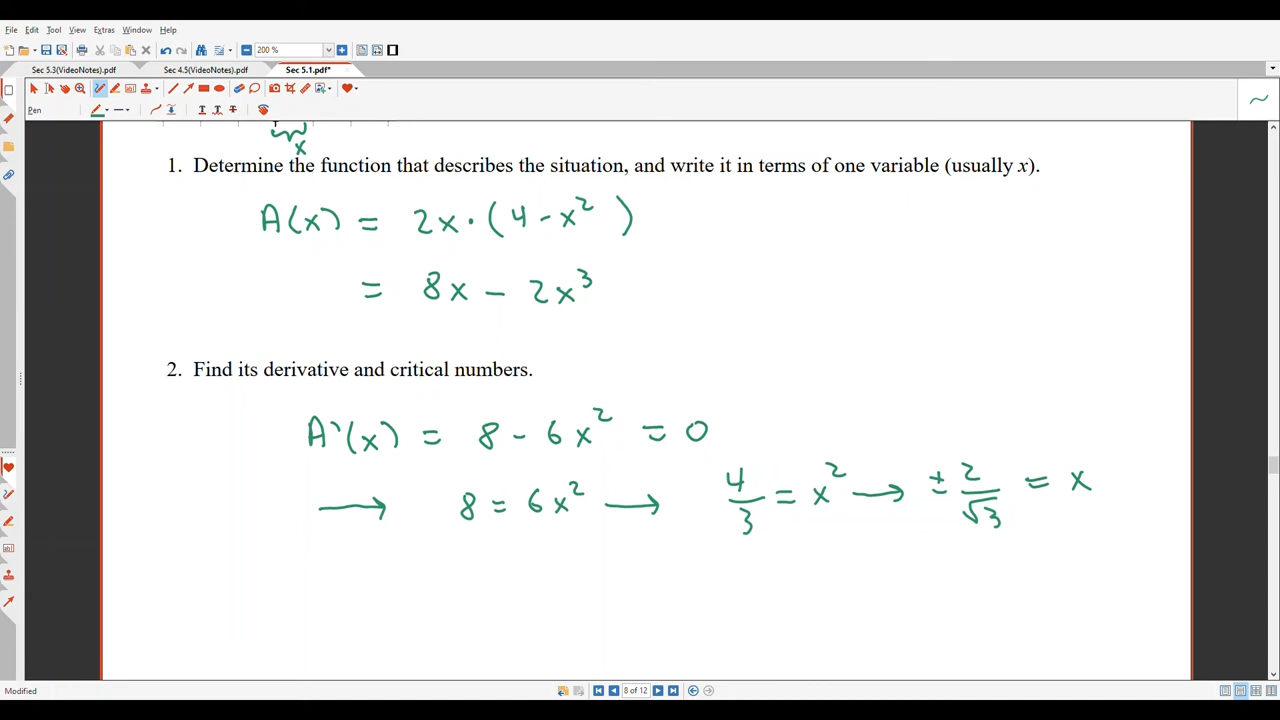 File Edit Tool View Extras Window Help
200 %
Sec 5.3(VideoNotes).pdf Sec 4.5(VideoNotes).pdf Sec 5.1.pdf*
Pen
x
1. Determine the function that describes the situation, and write it in terms of one variable (usually x).
A(x) = 2x · (4 - x²)
= 8x - 2x³
2. Find its derivative and critical numbers.
A'(x) = 8 - 6x² = 0
→ 8 = 6x² → 4/3 = x² → ± 2/√3 = x
Modified 8 of 12